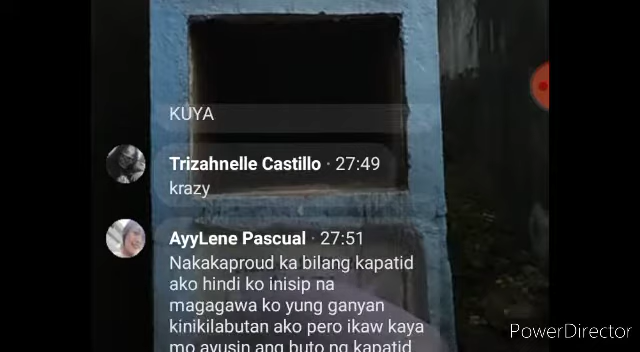 KUYA
Trizahnelle Castillo · 27:49
krazy
AyyLene Pascual · 27:51
Nakakaproud ka bilang kapatid
ako hindi ko inisip na
magagawa ko yung ganyan
kinikilabutan ako pero ikaw kaya
mo ayusin ang buto ng kapatid
PowerDirector